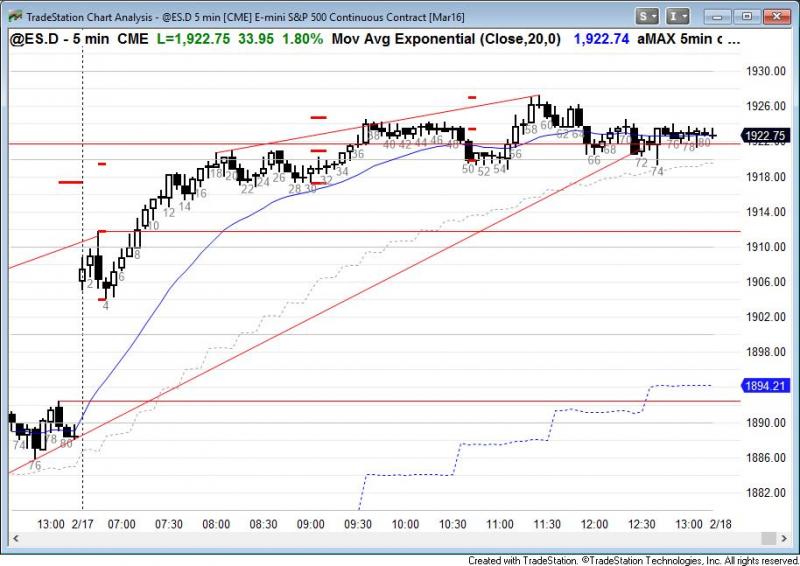 TradeStation Chart Analysis - @ES.D 5 min [CME] E-mini S&P 500 Continuous Contract [Mar16]
S I
@ES.D - 5 min CME L=1,922.75 33.95 1.80% Mov Avg Exponential (Close,20,0) 1,922.74 aMAX 5min c ...
1930.00
1926.00
1922.75
1922.00
1918.00
1914.00
1910.00
1906.00
1902.00
1898.00
1894.21
1890.00
1886.00
1882.00
74 76 78 80
4 6 8 10 12 14 16 18 20 22 24 26 28 30 32 34 36 38 40 42 44 46 48 50 52 54 56 58 60 62 64 66 68 70 72 74 76 78 80
13:00 2/17 07:00 07:30 08:00 08:30 09:00 09:30 10:00 10:30 11:00 11:30 12:00 12:30 13:00 2/18
Created with TradeStation. ©TradeStation Technologies, Inc. All rights reserved.